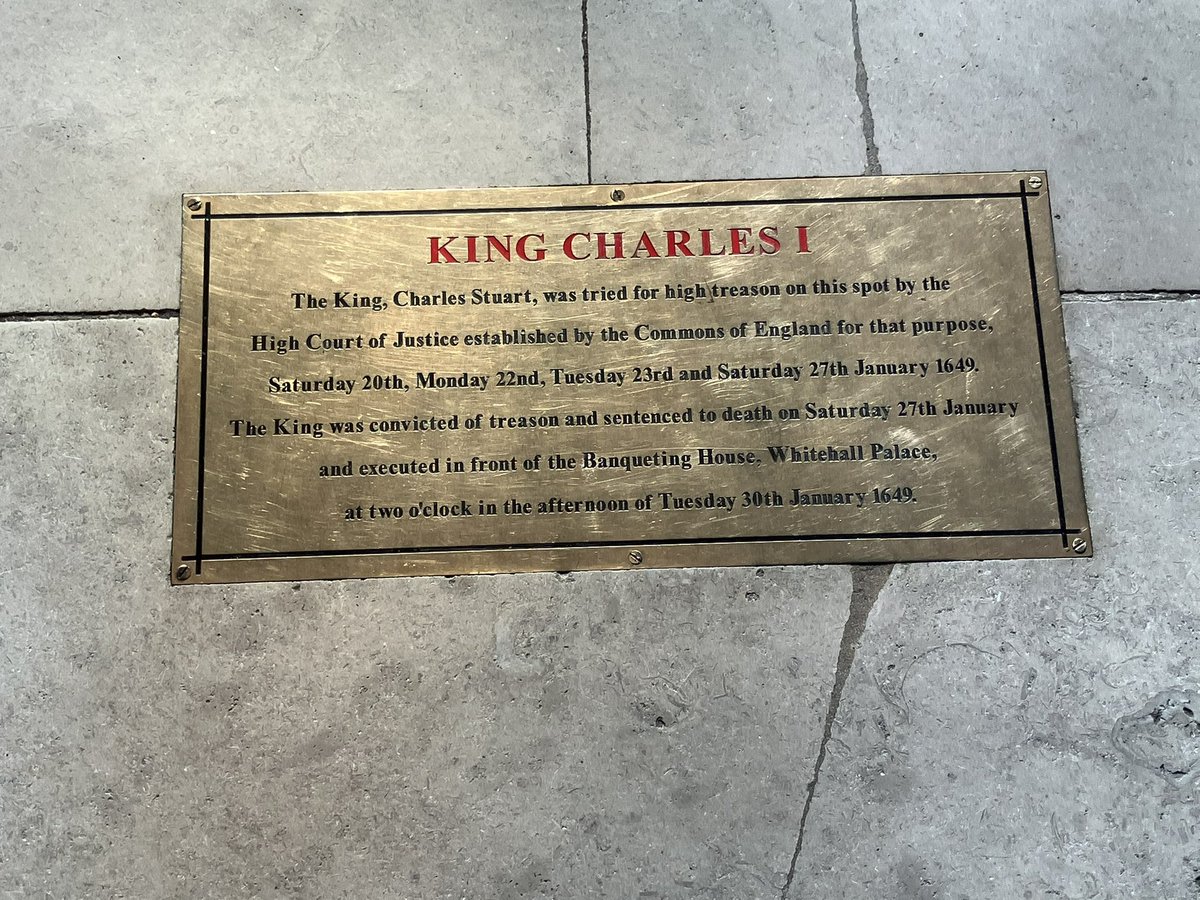 KING CHARLES I
The King, Charles Stuart, was tried for high treason on this spot by the
High Court of Justice established by the Commons of England for that purpose,
Saturday 20th, Monday 22nd, Tuesday 23rd and Saturday 27th January 1649.
The King was convicted of treason and sentenced to death on Saturday 27th January
and executed in front of the Banqueting House, Whitehall Palace,
at two o'clock in the afternoon of Tuesday 30th January 1649.